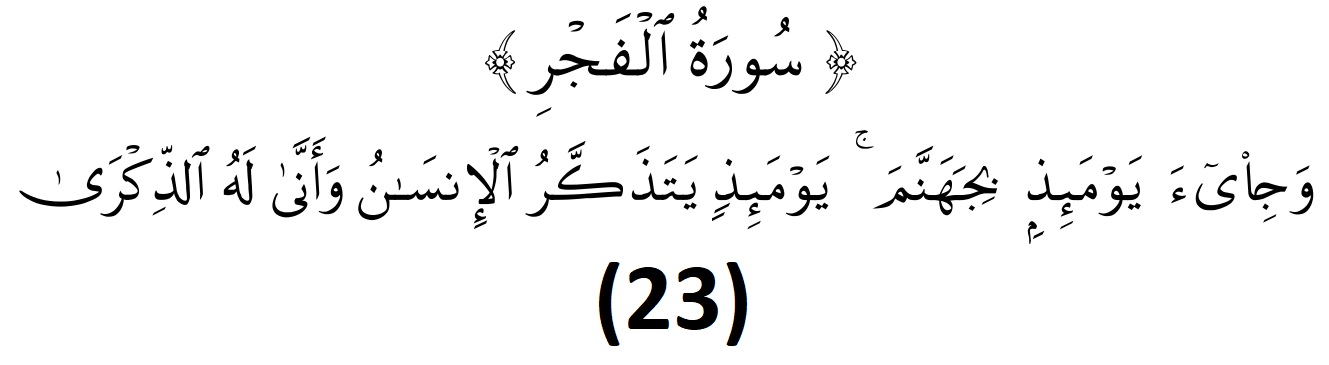 ﴿ سُورَةُ ٱلْفَجْرِ ﴾
وَجِا۟ىٓءَ يَوْمَئِذٍۭ بِجَهَنَّمَ ۚ يَوْمَئِذٍ يَتَذَكَّرُ ٱلْإِنسَـٰنُ وَأَنَّىٰ لَهُ ٱلذِّكْرَىٰ
(23)